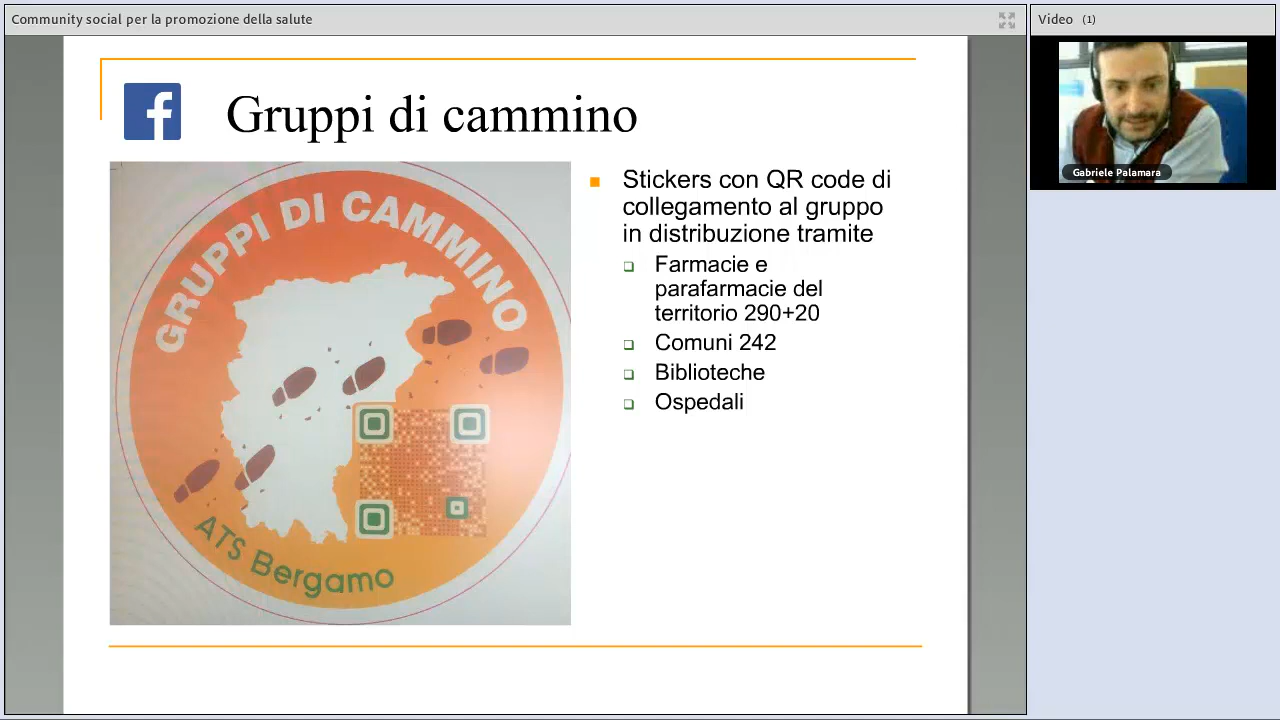 Community social per la promozione della salute
Video (1)
Gabriele Palamara
f
Gruppi di cammino
GRUPPI DI CAMMINO
ATS Bergamo
Stickers con QR code di
collegamento al gruppo
in distribuzione tramite
Farmacie e
parafarmacie del
territorio 290+20
Comuni 242
Biblioteche
Ospedali